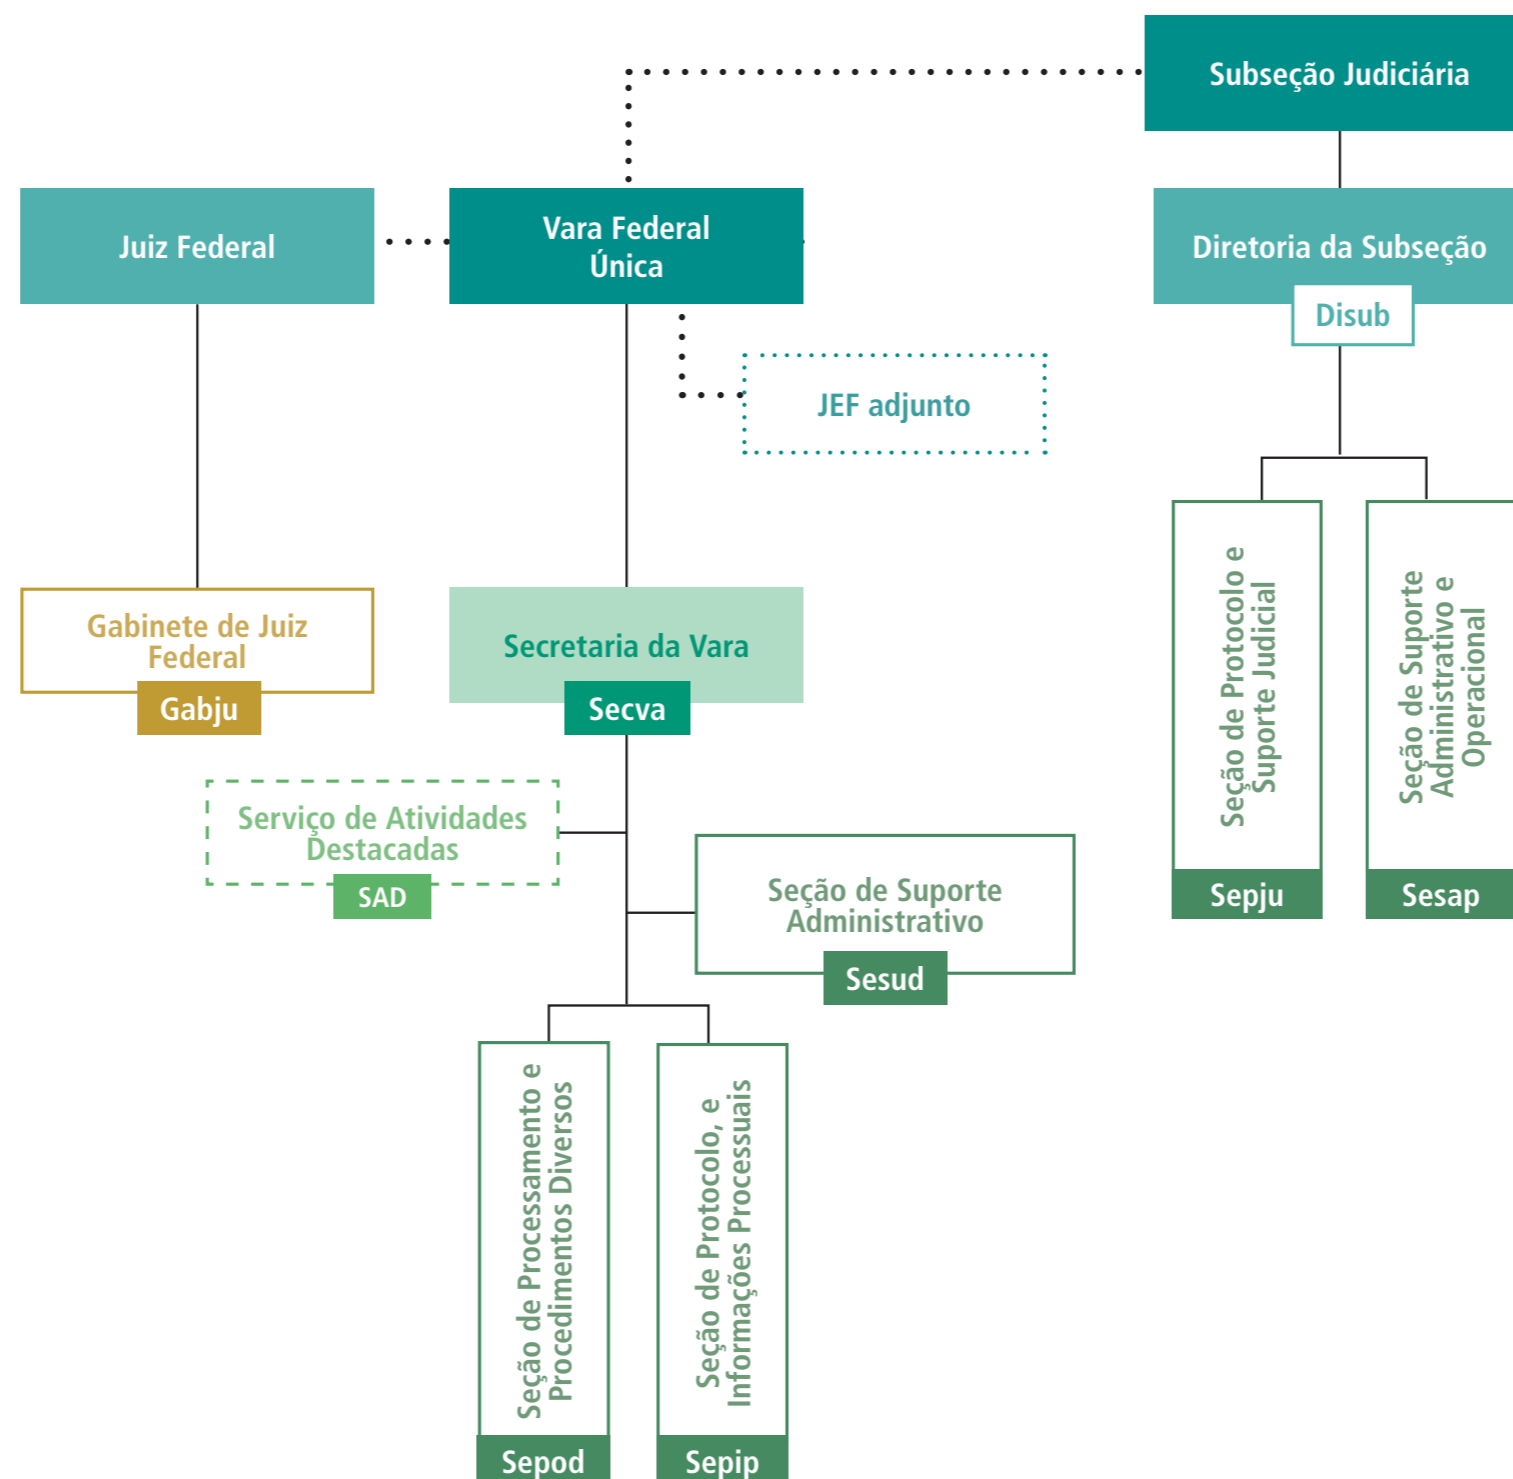 Subseção Judiciária
Juiz Federal
Vara Federal
Única
Diretoria da Subseção
Disub
JEF adjunto
Gabinete de Juiz
Federal
Gabju
Secretaria da Vara
Secva
Seção de Protocolo e
Suporte Judicial
Sepju
Seção de Suporte
Administrativo e
Operacional
Sesap
Serviço de Atividades
Destacadas
SAD
Seção de Suporte
Administrativo
Sesud
Seção de Processamento e
Procedimentos Diversos
Sepod
Seção de Protocolo, e
Informações Processuais
Sepip